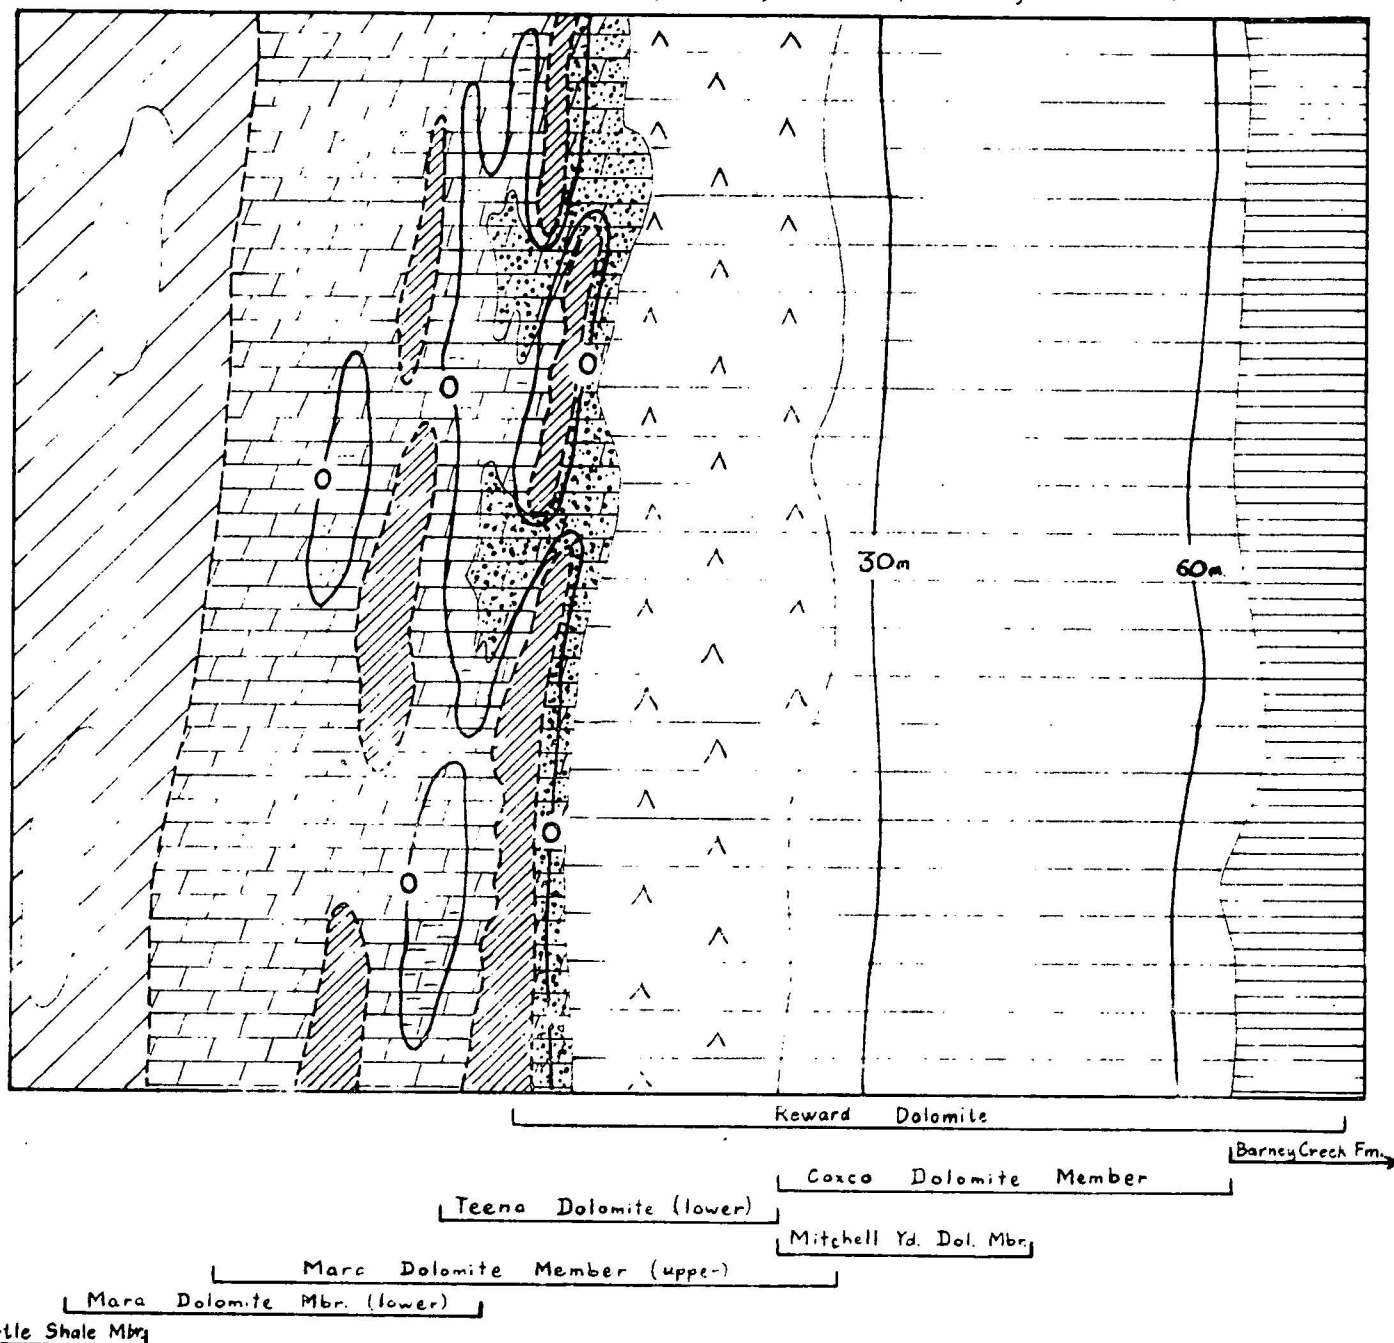 O
O
O
30m
60m
O
O
Reward Dolomite
Barney Creek Fm.
Coxco Dolomite Member
Teena Dolomite (lower)
Mitchell Yd. Dol. Mbr.
Mara Dolomite Member (uppe-)
Mara Dolomite Mbr. (lower)
tle Shale Mbr.